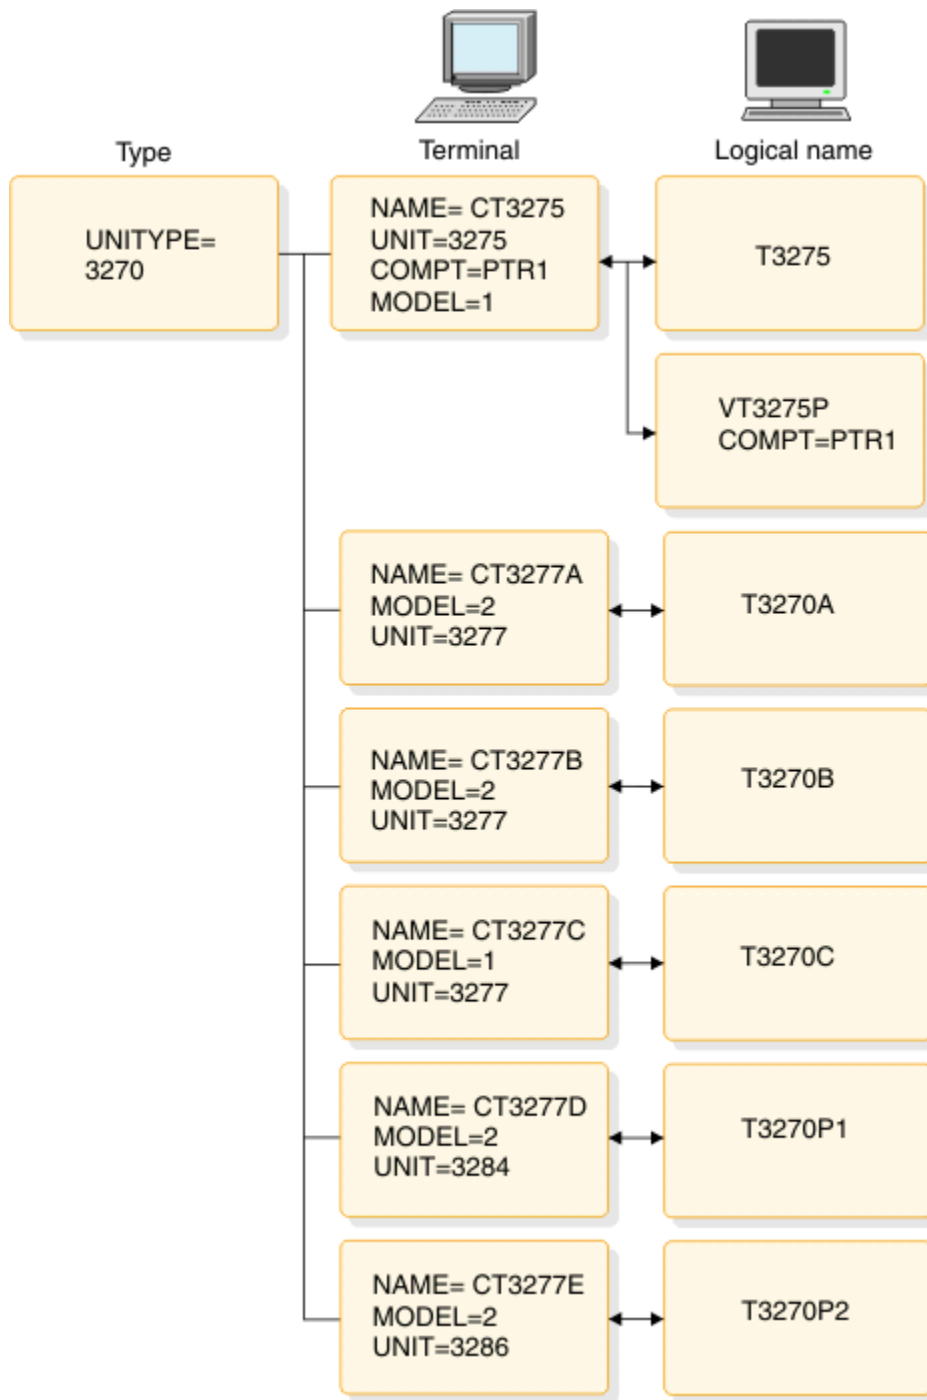 Type
Terminal
Logical name
UNITYPE=
3270
NAME= CT3275
UNIT=3275
COMPT=PTR1
MODEL=1
T3275
VT3275P
COMPT=PTR1
NAME= CT3277A
MODEL=2
UNIT=3277
T3270A
NAME= CT3277B
MODEL=2
UNIT=3277
T3270B
NAME= CT3277C
MODEL=1
UNIT=3277
T3270C
NAME= CT3277D
MODEL=2
UNIT=3284
T3270P1
NAME= CT3277E
MODEL=2
UNIT=3286
T3270P2